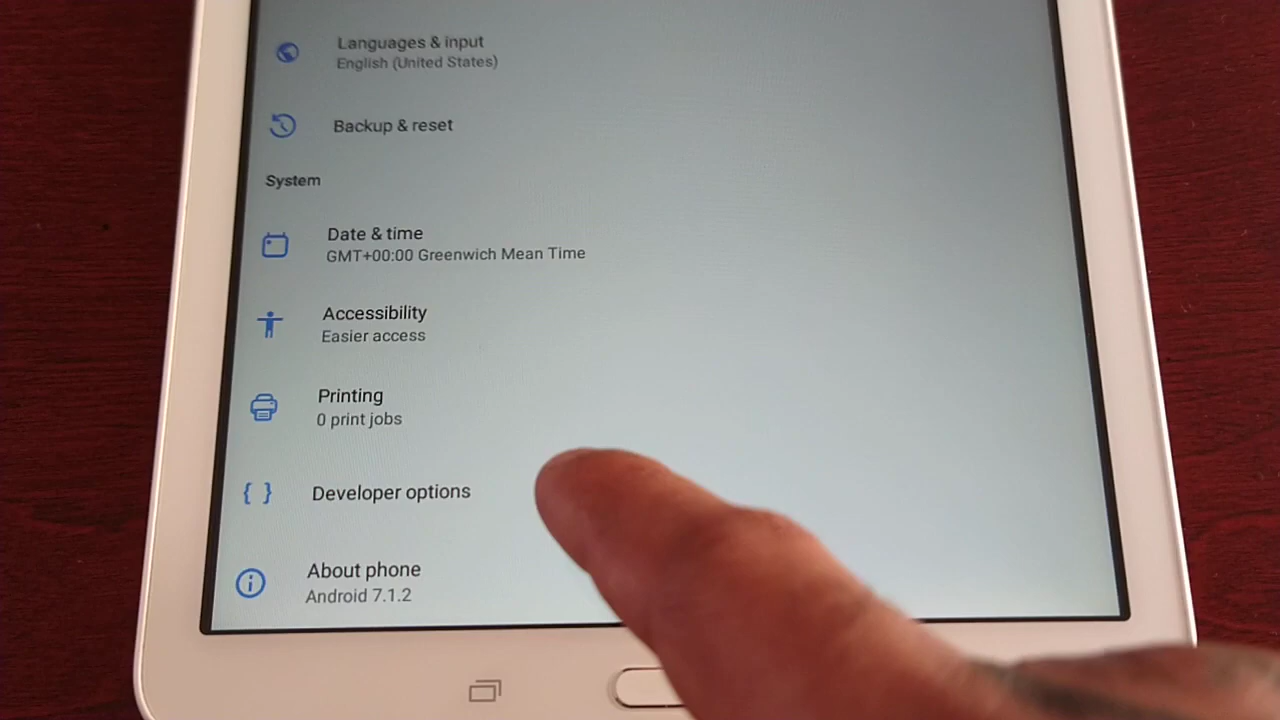 Languages & input
English (United States)
Backup & reset
System
Date & time
GMT+00:00 Greenwich Mean Time
Accessibility
Easier access
Printing
0 print jobs
Developer options
About phone
Android 7.1.2